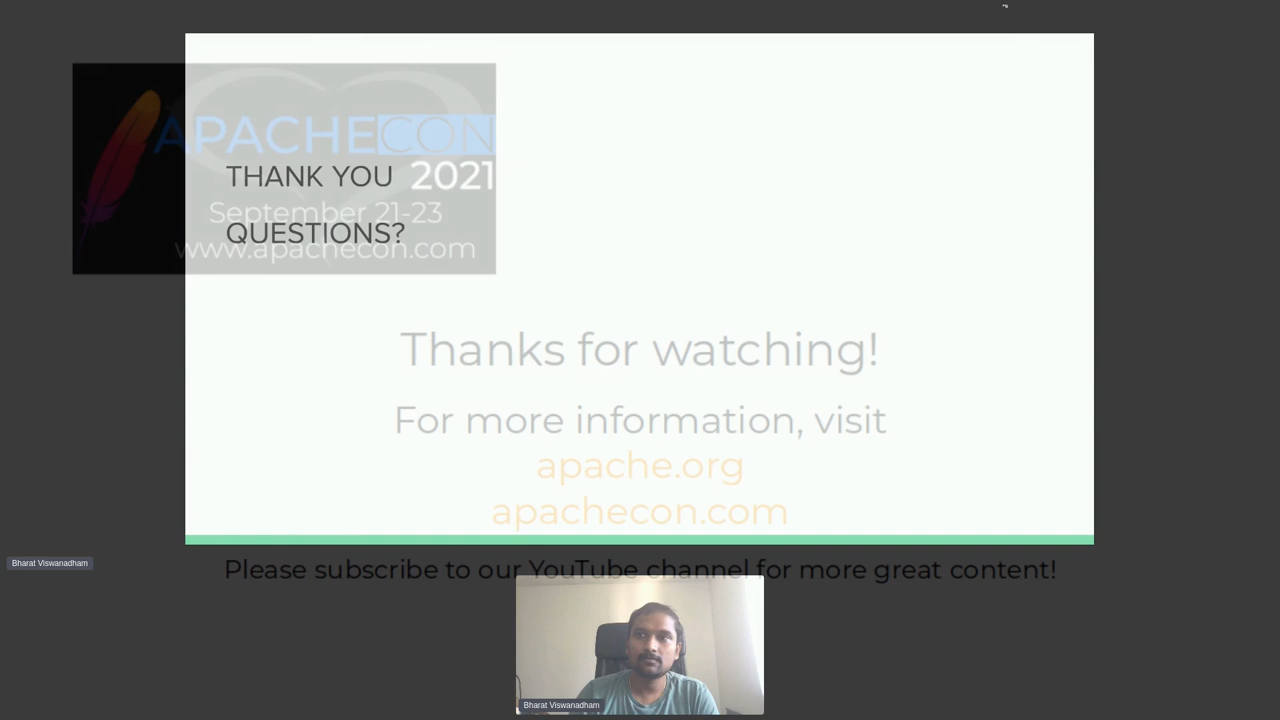 APACHECON
THANK YOU
2021
September 21-23
QUESTIONS?
www.apachecon.com
Thanks for watching!
For more information, visit
apache.org
apachecon.com
Bharat Viswanadham
Please subscribe to our YouTube channel for more great content!
Bharat Viswanadham